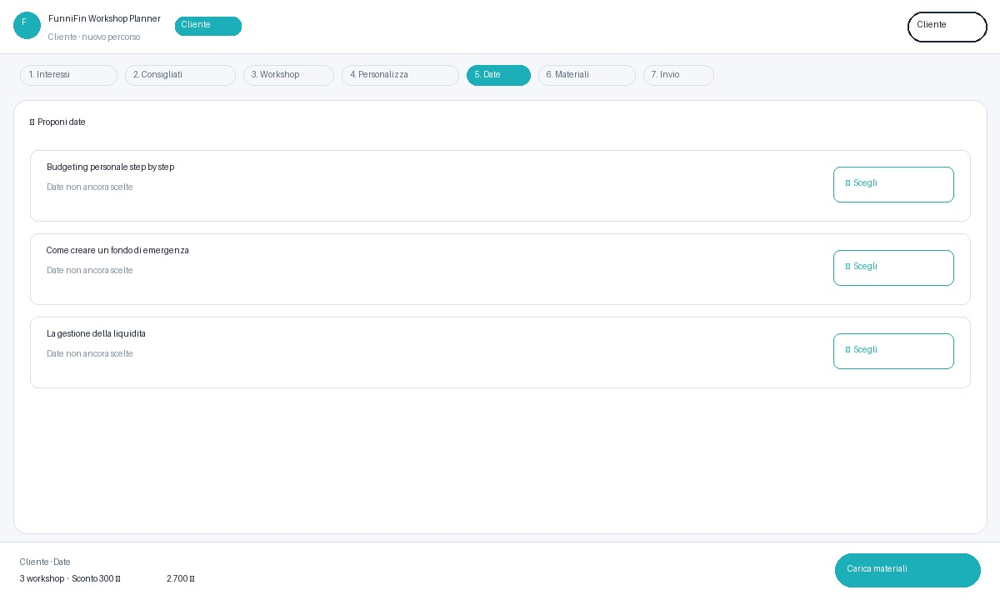 F
FunniFin Workshop Planner
Cliente · nuovo percorso
Cliente
Cliente
1. Interessi
2. Consigliati
3. Workshop
4. Personalizza
5. Date
6. Materiali
7. Invio
Proponi date
Budgeting personale step by step
Date non ancora scelte
Scegli
Come creare un fondo di emergenza
Date non ancora scelte
Scegli
La gestione della liquidita
Date non ancora scelte
Scegli
Cliente · Date
3 workshop · Sconto 300
2.700
Carica materiali